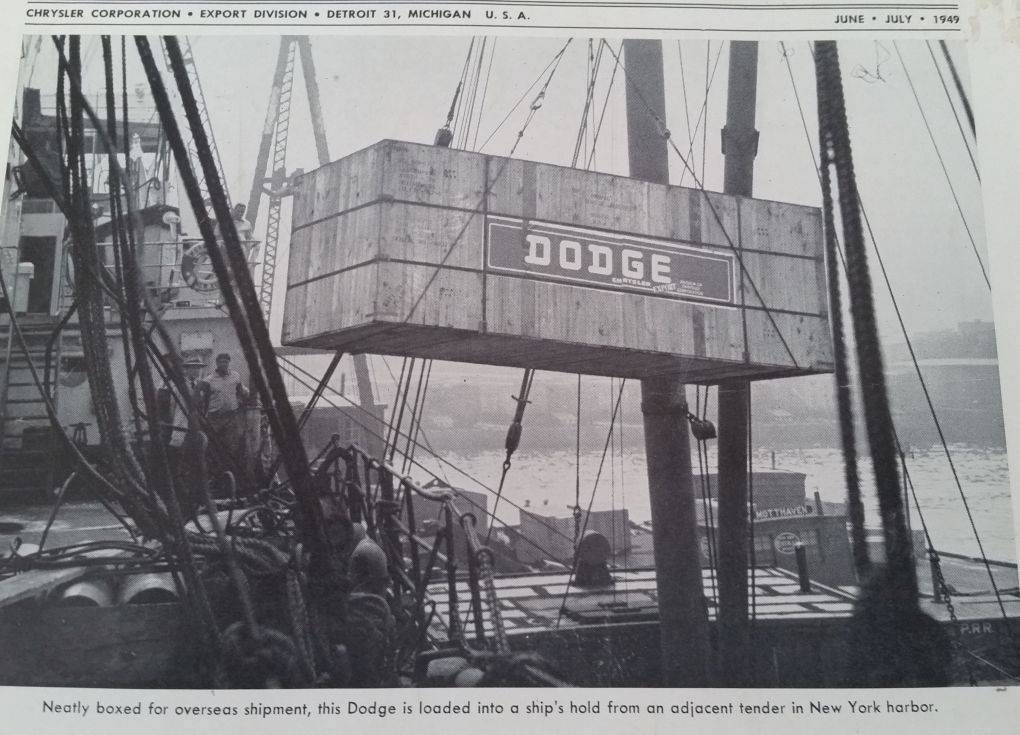 CHRYSLER CORPORATION • EXPORT DIVISION • DETROIT 31, MICHIGAN U. S. A.
JUNE • JULY • 1949
DODGE
CHRYSLER EXPORT
MOTTHAVEN
P.R.R.
Neatly boxed for overseas shipment, this Dodge is loaded into a ship's hold from an adjacent tender in New York harbor.